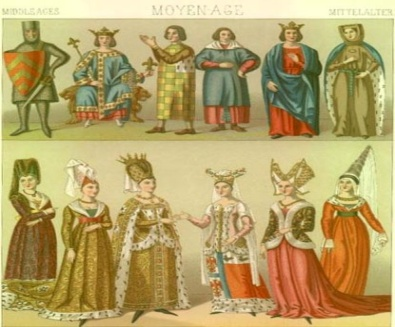 MIDDLE AGES
MOYEN-AGE
MITTELALTER